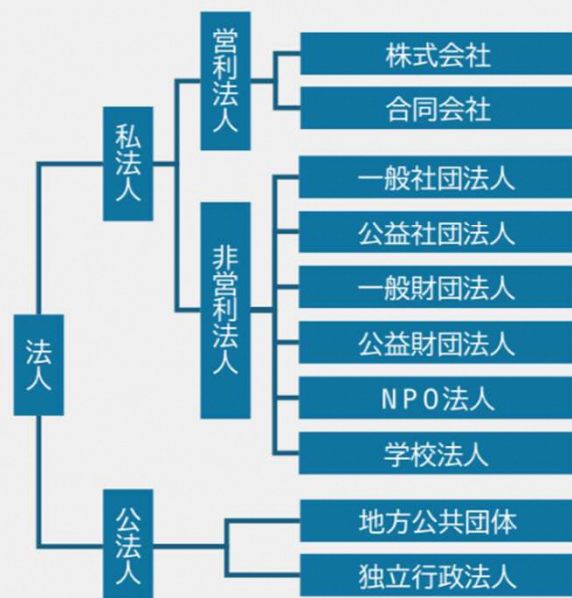 法人
私法人
営利法人
株式会社
合同会社
非営利法人
一般社団法人
公益社団法人
一般財団法人
公益財団法人
NPO法人
学校法人
公法人
地方公共団体
独立行政法人